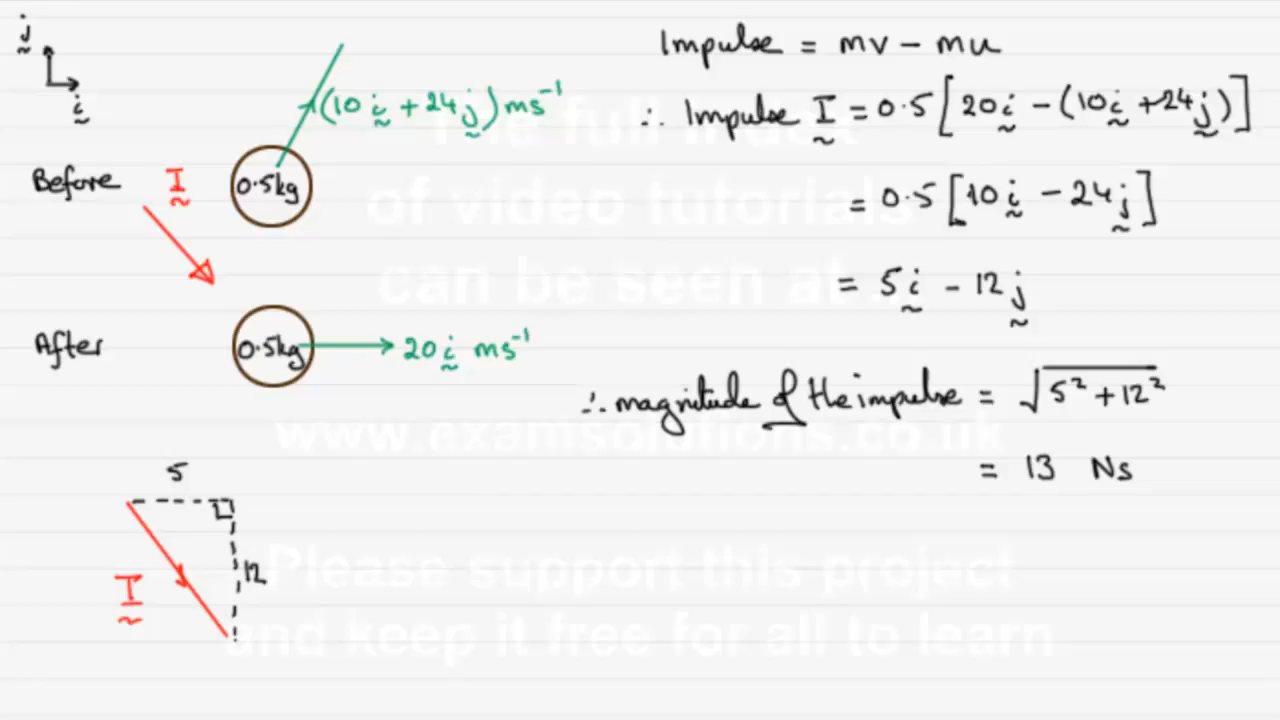 j
i
(10i + 24j) ms⁻¹
Before
I
0.5kg
After
0.5kg
20i ms⁻¹
5
12
I
Impulse = mv - mu
∴ Impulse I = 0.5[20i - (10i + 24j)]
= 0.5[10i - 24j]
= 5i - 12j
∴ magnitude of the impulse = √5² + 12²
= 13 Ns
The full index
of video tutorials
can be seen at ...
www.examsolutions.co.uk
Please support this project
and keep it free for all to learn